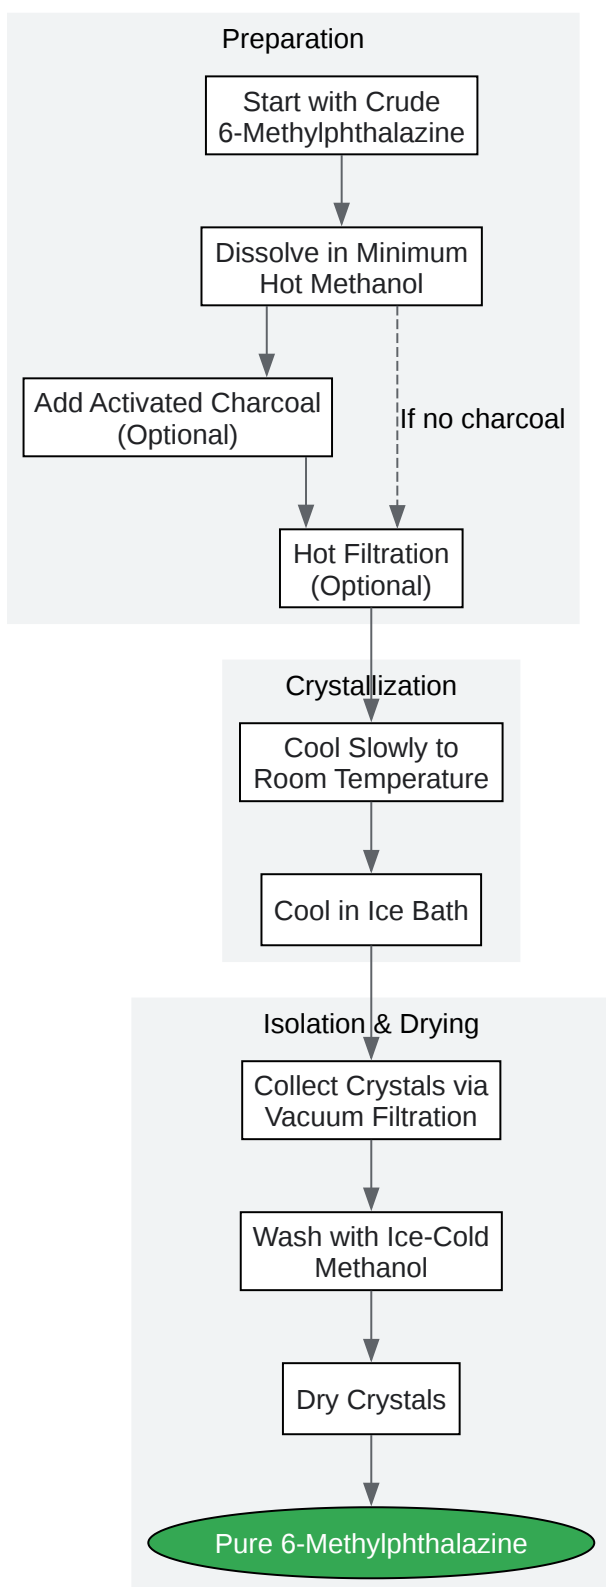 Preparation
Start with Crude
6-Methylphthalazine
Dissolve in Minimum
Hot Methanol
Add Activated Charcoal
(Optional)
If no charcoal
Hot Filtration
(Optional)
Crystallization
Cool Slowly to
Room Temperature
Cool in Ice Bath
Isolation & Drying
Collect Crystals via
Vacuum Filtration
Wash with Ice-Cold
Methanol
Dry Crystals
Pure 6-Methylphthalazine